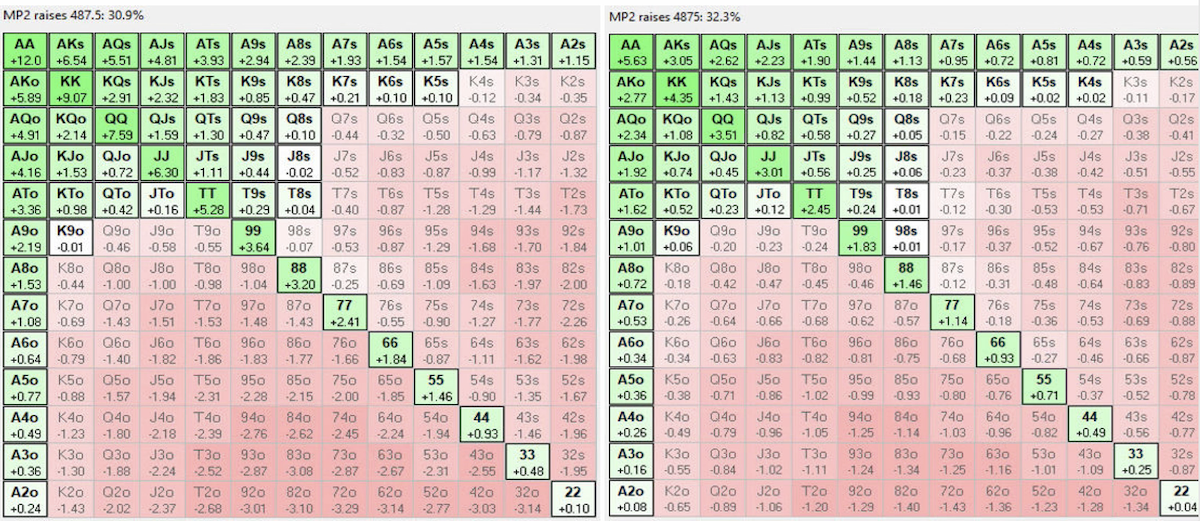 MP2 raises 487.5: 30.9%
AA AKs AQs AJs ATs A9s A8s A7s A6s A5s A4s A3s A2s
+12.0 +6.54 +5.51 +4.81 +3.93 +2.94 +2.39 +1.93 +1.54 +1.57 +1.54 +1.31 +1.15
AKo KK KQs KJs KTs K9s K8s K7s K6s K5s K4s K3s K2s
+5.89 +9.07 +2.91 +2.32 +1.83 +0.85 +0.47 +0.21 +0.10 +0.10 -0.12 -0.34 -0.35
AQo KQo QQ QJs QTs Q9s Q8s Q7s Q6s Q5s Q4s Q3s Q2s
+4.91 +2.14 +7.59 +1.59 +1.30 +0.47 +0.10 -0.44 -0.32 -0.50 -0.63 -0.79 -0.87
AJo KJo QJo JJ JTs J9s J8s J7s J6s J5s J4s J3s J2s
+4.16 +1.53 +0.72 +6.30 +1.11 +0.44 -0.02 -0.52 -0.83 -0.87 -0.99 -1.17 -1.32
ATo KTo QTo JTo TT T9s T8s T7s T6s T5s T4s T3s T2s
+3.36 +0.98 +0.42 +0.16 +5.28 +0.29 +0.04 -0.40 -0.87 -1.28 -1.29 -1.44 -1.73
A9o K9o Q9o J9o T9o 99 98s 97s 96s 95s 94s 93s 92s
+2.19 -0.01 -0.46 -0.58 -0.55 +3.64 -0.07 -0.53 -0.87 -1.29 -1.68 -1.70 -1.84
A8o K8o Q8o J8o T8o 98o 88 87s 86s 85s 84s 83s 82s
+1.53 -0.44 -1.00 -1.00 -0.98 -1.04 +3.20 -0.25 -0.69 -1.09 -1.63 -1.97 -2.00
A7o K7o Q7o J7o T7o 97o 87o 77 76s 75s 74s 73s 72s
+1.08 -0.69 -1.43 -1.51 -1.53 -1.48 -1.43 +2.41 -0.55 -0.90 -1.27 -1.77 -2.26
A6o K6o Q6o J6o T6o 96o 86o 76o 66 65s 64s 63s 62s
+0.64 -0.79 -1.40 -1.82 -1.86 -1.83 -1.77 -1.66 +1.84 -0.87 -1.11 -1.62 -1.98
A5o K5o Q5o J5o T5o 95o 85o 75o 65o 55 54s 53s 52s
+0.77 -0.88 -1.57 -1.94 -2.31 -2.28 -2.15 -2.00 -1.85 +1.46 -0.90 -1.35 -1.67
A4o K4o Q4o J4o T4o 94o 84o 74o 64o 54o 44 43s 42s
+0.49 -1.23 -1.80 -2.18 -2.39 -2.76 -2.62 -2.45 -2.24 -1.94 +0.93 -1.46 -1.96
A3o K3o Q3o J3o T3o 93o 83o 73o 63o 53o 43o 33 32s
+0.36 -1.30 -1.88 -2.24 -2.52 -2.87 -3.08 -2.87 -2.67 -2.31 -2.55 +0.48 -1.95
A2o K2o Q2o J2o T2o 92o 82o 72o 62o 52o 42o 32o 22
+0.24 -1.43 -2.02 -2.37 -2.68 -3.01 -3.10 -3.29 -3.14 -2.77 -3.03 -3.14 +0.10
MP2 raises 4875: 32.3%
AA AKs AQs AJs ATs A9s A8s A7s A6s A5s A4s A3s A2s
+5.63 +3.05 +2.62 +2.23 +1.90 +1.44 +1.13 +0.95 +0.72 +0.81 +0.72 +0.59 +0.56
AKo KK KQs KJs KTs K9s K8s K7s K6s K5s K4s K3s K2s
+2.77 +4.35 +1.43 +1.13 +0.99 +0.52 +0.18 +0.23 +0.09 +0.02 +0.02 -0.11 -0.17
AQo KQo QQ QJs QTs Q9s Q8s Q7s Q6s Q5s Q4s Q3s Q2s
+2.34 +1.08 +3.51 +0.82 +0.58 +0.27 +0.05 -0.15 -0.22 -0.24 -0.27 -0.38 -0.41
AJo KJo QJo JJ JTs J9s J8s J7s J6s J5s J4s J3s J2s
+1.92 +0.74 +0.45 +3.01 +0.56 +0.25 +0.06 -0.23 -0.37 -0.38 -0.42 -0.51 -0.55
ATo KTo QTo JTo TT T9s T8s T7s T6s T5s T4s T3s T2s
+1.62 +0.52 +0.23 +0.12 +2.45 +0.24 +0.01 -0.12 -0.30 -0.53 -0.53 -0.71 -0.67
A9o K9o Q9o J9o T9o 99 98s 97s 96s 95s 94s 93s 92s
+1.01 +0.06 -0.20 -0.23 -0.24 +1.83 +0.01 -0.17 -0.37 -0.52 -0.67 -0.76 -0.80
A8o K8o Q8o J8o T8o 98o 88 87s 86s 85s 84s 83s 82s
+0.72 -0.18 -0.42 -0.47 -0.45 -0.46 +1.46 -0.12 -0.31 -0.48 -0.64 -0.83 -0.89
A7o K7o Q7o J7o T7o 97o 87o 77 76s 75s 74s 73s 72s
+0.53 -0.26 -0.64 -0.66 -0.68 -0.62 -0.57 +1.14 -0.18 -0.36 -0.53 -0.69 -0.88
A6o K6o Q6o J6o T6o 96o 86o 76o 66 65s 64s 63s 62s
+0.34 -0.34 -0.63 -0.83 -0.82 -0.81 -0.75 -0.68 +0.93 -0.27 -0.46 -0.66 -0.87
A5o K5o Q5o J5o T5o 95o 85o 75o 65o 55 54s 53s 52s
+0.36 -0.38 -0.71 -0.86 -1.02 -0.99 -0.93 -0.80 -0.76 +0.71 -0.37 -0.52 -0.78
A4o K4o Q4o J4o T4o 94o 84o 74o 64o 54o 44 43s 42s
+0.26 -0.49 -0.79 -0.96 -1.05 -1.25 -1.14 -1.03 -0.96 -0.82 +0.49 -0.56 -0.77
A3o K3o Q3o J3o T3o 93o 83o 73o 63o 53o 43o 33 32s
+0.16 -0.55 -0.84 -1.02 -1.11 -1.24 -1.34 -1.25 -1.16 -1.01 -1.09 +0.25 -0.87
A2o K2o Q2o J2o T2o 92o 82o 72o 62o 52o 42o 32o 22
+0.08 -0.65 -0.89 -1.06 -1.20 -1.29 -1.40 -1.43 -1.36 -1.23 -1.28 -1.34 +0.04